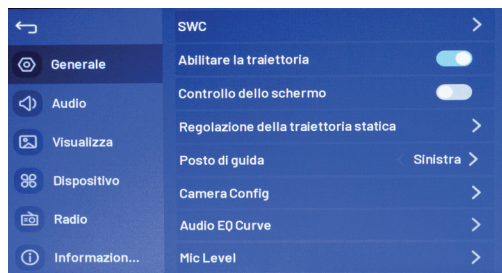 SWC
Generale
Abilitare la traiettoria
Audio
Controllo dello schermo
Visualizza
Regolazione della traiettoria statica
Posto di guida
Sinistra
Dispositivo
Camera Config
Radio
Audio EQ Curve
Informazion...
Mic Level